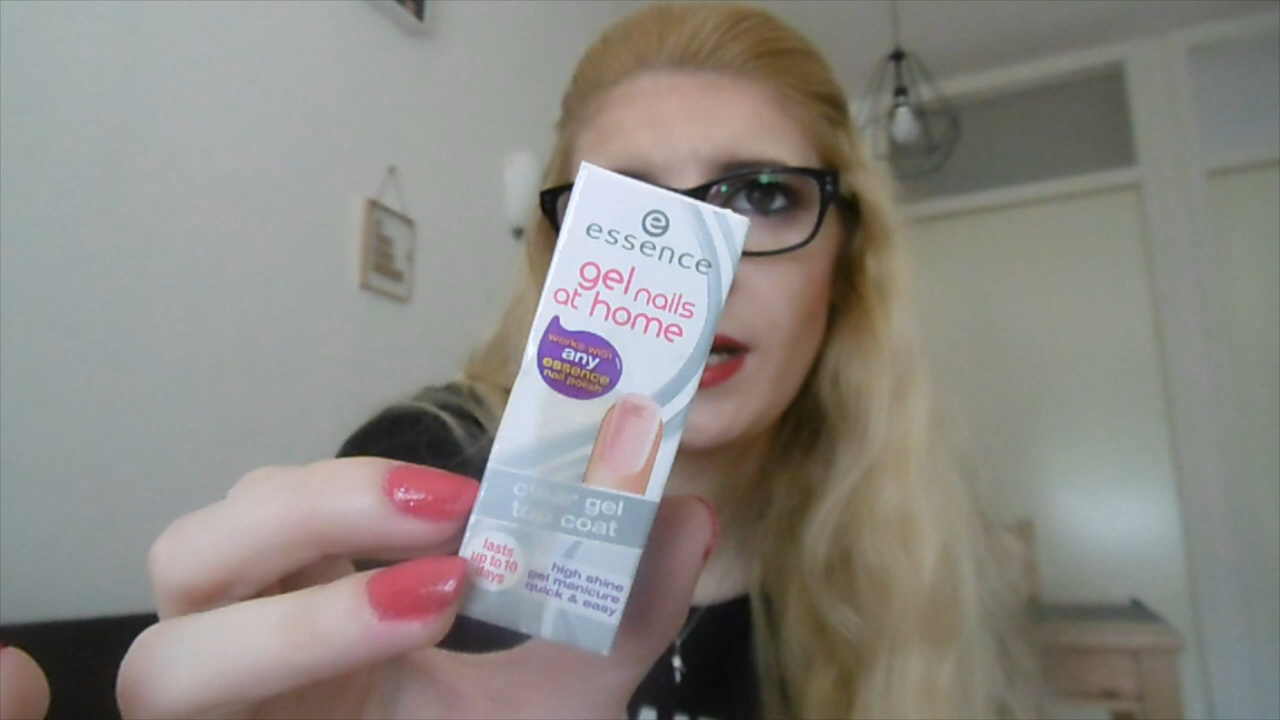 e
essence
gel nails
at home
works with
any
essence
nail polish
clear gel
top coat
lasts
up to 10
days
high shine
gel manicure
quick & easy